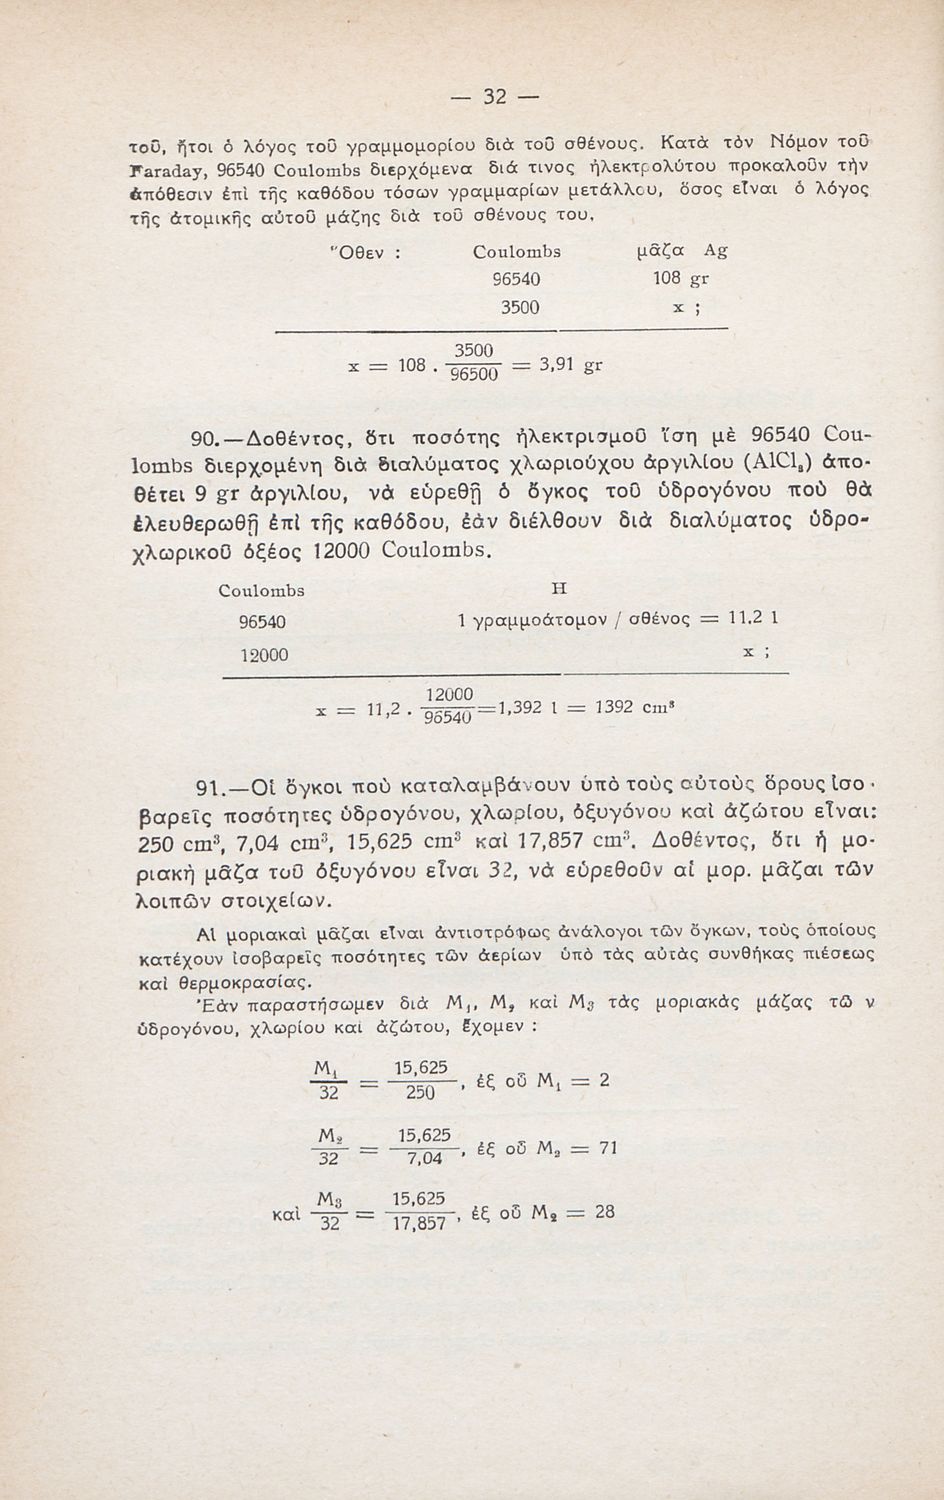 — 32 —
τοῦ, ἤτοι ὁ λόγος τοῦ γραμμομορίου διὰ τοῦ σθένους. Κατὰ τὸν Νόμον τοῦ
Faraday, 96540 Coulombs διερχόμενα διά τινος ἠλεκτρολύτου προκαλοῦν τὴν
ἀπόθεσιν ἐπὶ τῆς καθόδου τόσων γραμμαρίων μετάλλου, ὅσος εἶναι ὁ λόγος
τῆς ἀτομικῆς αὐτοῦ μάζης διὰ τοῦ σθένους του.
Ὅθεν : Coulombs μᾶζα Ag
96540 108 gr
3500 x ;
x = 108 . 3500 / 96500 = 3,91 gr
90.—Δοθέντος, ὅτι ποσότης ἠλεκτρισμοῦ ἴση μὲ 96540 Cou-
lombs διερχομένη διὰ διαλύματος χλωριούχου ἀργιλίου (AlCl₃) ἀπο-
θέτει 9 gr ἀργιλίου, νὰ εὑρεθῇ ὁ ὄγκος τοῦ ὑδρογόνου ποὺ θὰ
ἐλευθερωθῇ ἐπὶ τῆς καθόδου, ἐὰν διέλθουν διὰ διαλύματος ὑδρο-
χλωρικοῦ ὀξέος 12000 Coulombs.
Coulombs H
96540 1 γραμμοάτομον / σθένος = 11.2 l
12000 x ;
x = 11,2 . 12000 / 96540 = 1,392 l = 1392 cm³
91.—Οἱ ὄγκοι ποὺ καταλαμβάνουν ὑπὸ τοὺς αὐτοὺς ὅρους ἰσο-
βαρεῖς ποσότητες ὑδρογόνου, χλωρίου, ὀξυγόνου καὶ ἀζώτου εἶναι:
250 cm³, 7,04 cm³, 15,625 cm³ καὶ 17,857 cm³. Δοθέντος, ὅτι ἡ μο-
ριακὴ μᾶζα τοῦ ὀξυγόνου εἶναι 32, νὰ εὑρεθοῦν αἱ μορ. μᾶζαι τῶν
λοιπῶν στοιχείων.
Αἱ μοριακαὶ μᾶζαι εἶναι ἀντιστρόφως ἀνάλογοι τῶν ὄγκων, τοὺς ὁποίους
κατέχουν ἰσοβαρεῖς ποσότητες τῶν ἀερίων ὑπὸ τὰς αὐτὰς συνθήκας πιέσεως
καὶ θερμοκρασίας.
Ἐὰν παραστήσωμεν διὰ M₁, M₂ καὶ M₃ τὰς μοριακὰς μάζας τῶ ν
ὑδρογόνου, χλωρίου καὶ ἀζώτου, ἔχομεν :
M₁ / 32 = 15,625 / 250 , ἐξ οὗ M₁ = 2
M₂ / 32 = 15,625 / 7,04 , ἐξ οὗ M₂ = 71
καὶ M₃ / 32 = 15,625 / 17,857 , ἐξ οὗ M₂ = 28